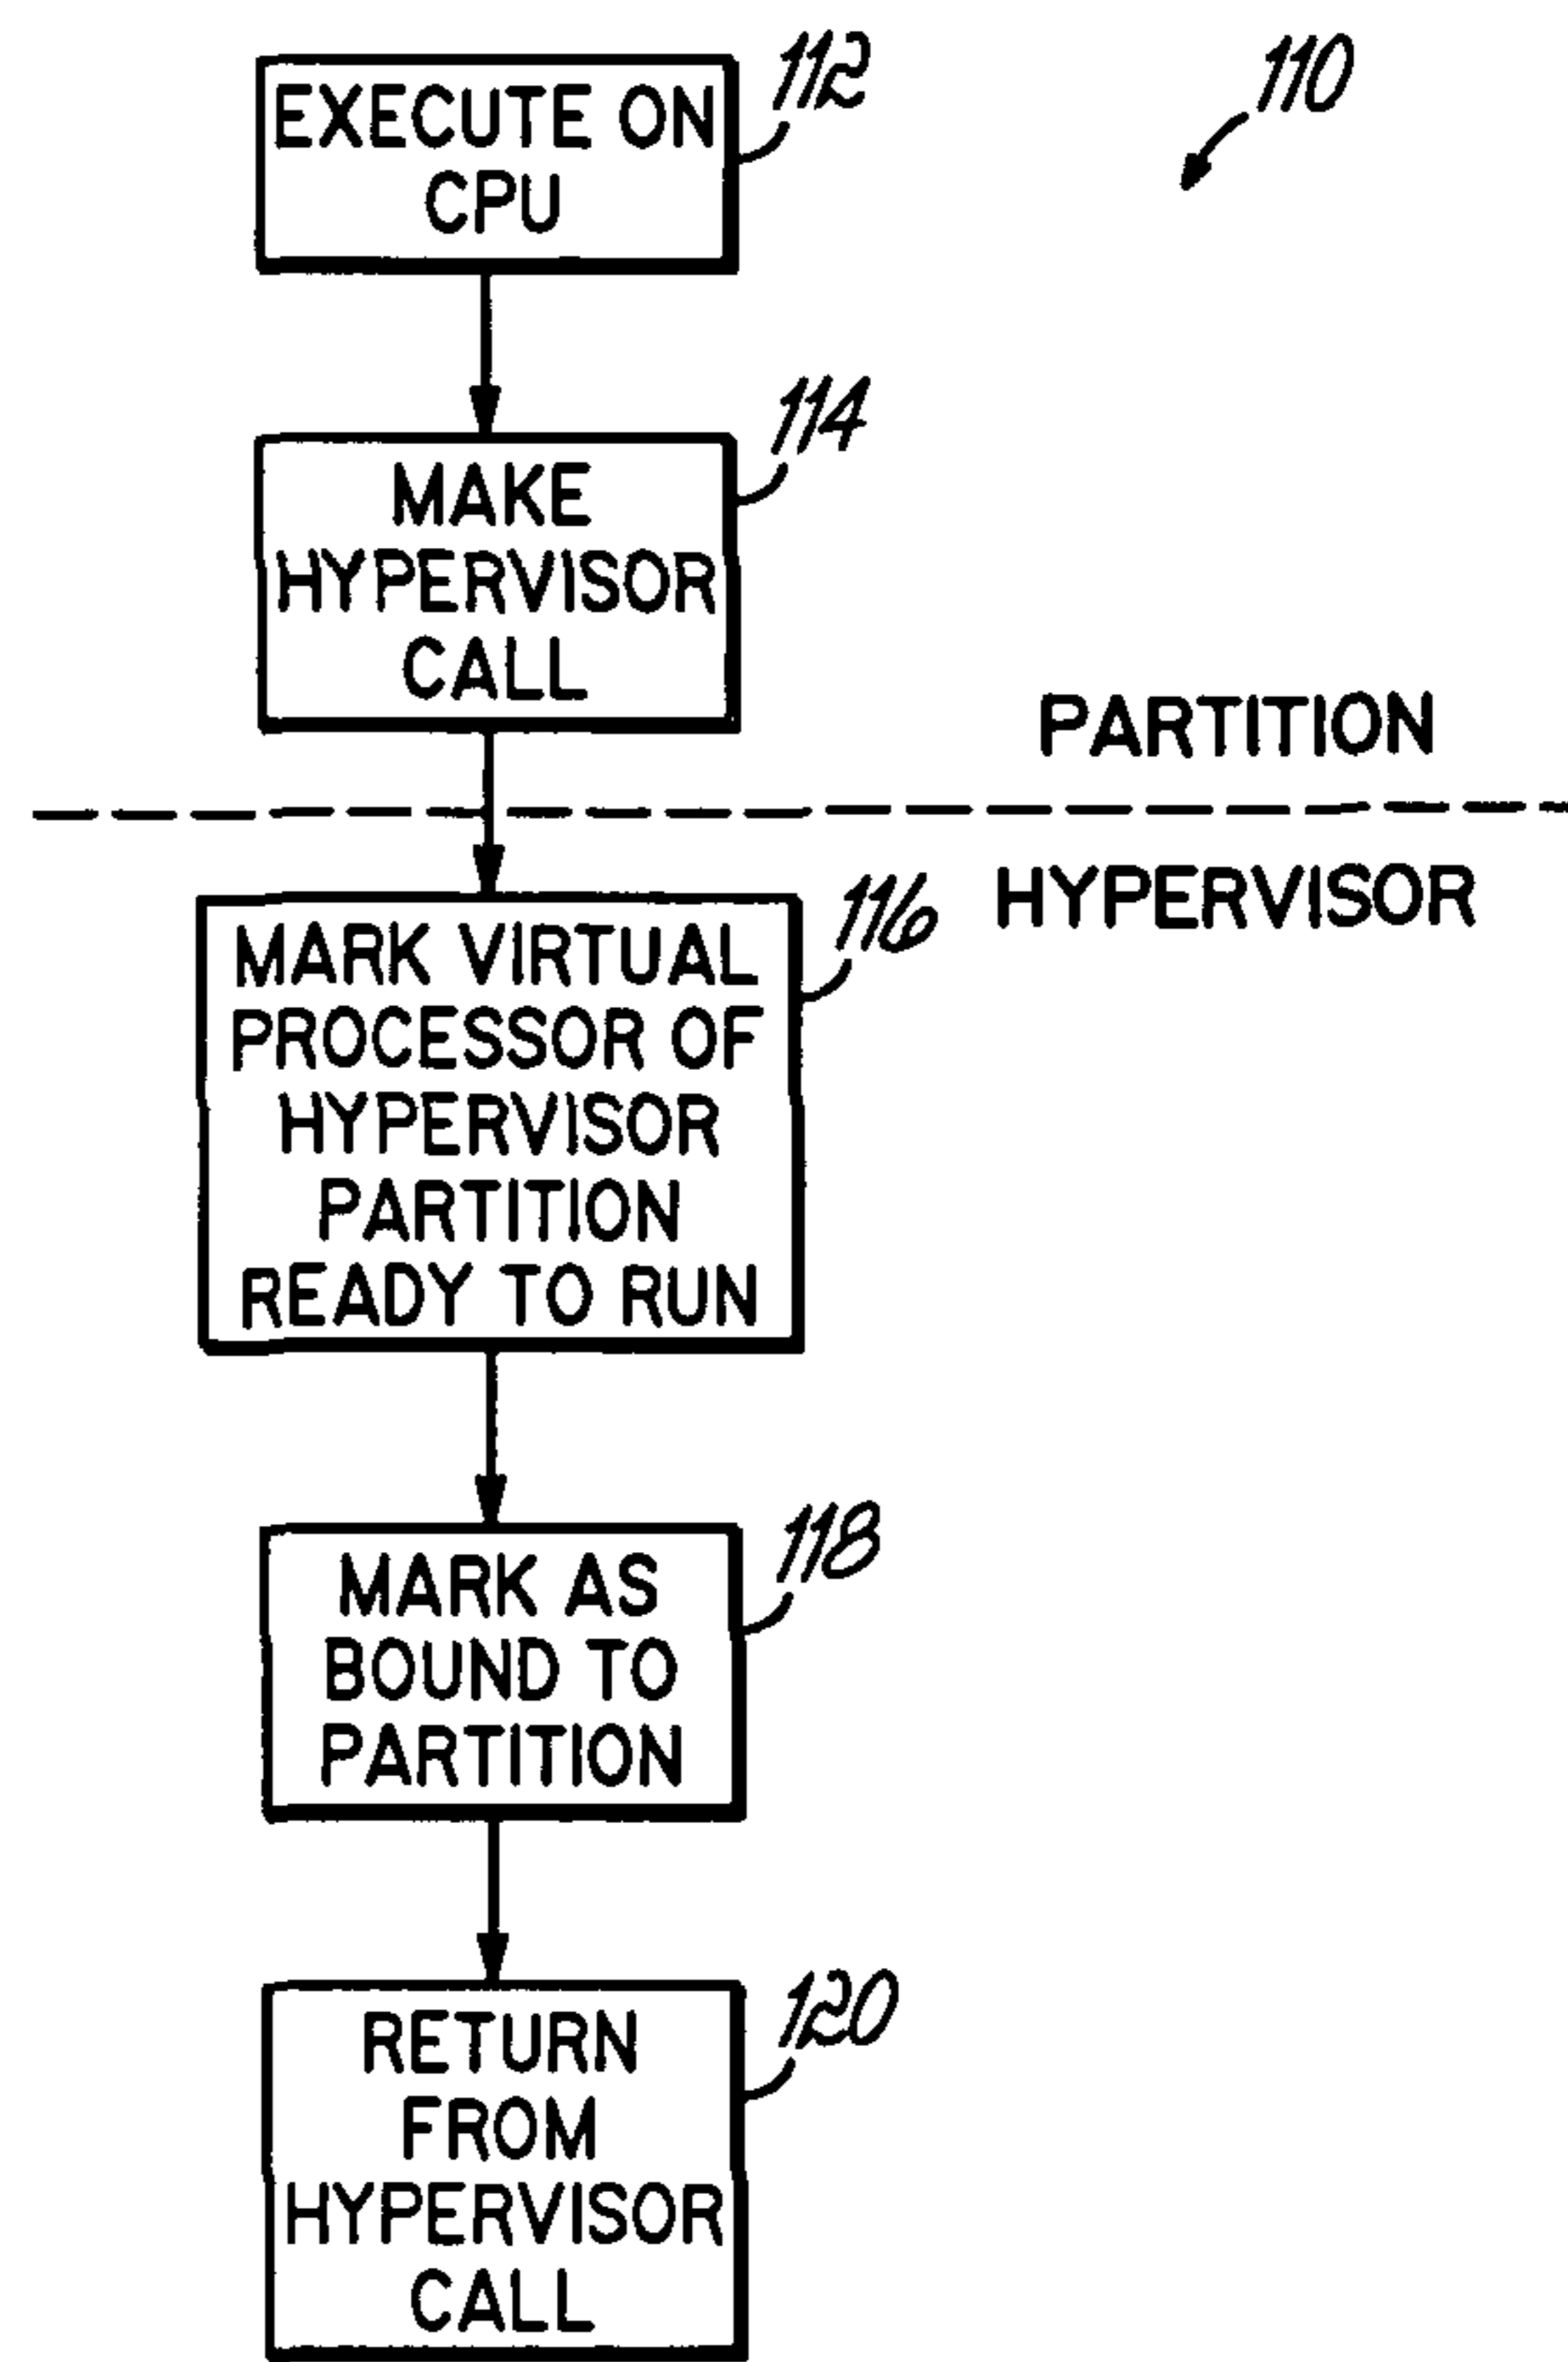 112
110
EXECUTE ON
CPU
114
MAKE
HYPERVISOR
CALL
PARTITION
HYPERVISOR
116
MARK VIRTUAL
PROCESSOR OF
HYPERVISOR
PARTITION
READY TO RUN
118
MARK AS
BOUND TO
PARTITION
120
RETURN
FROM
HYPERVISOR
CALL